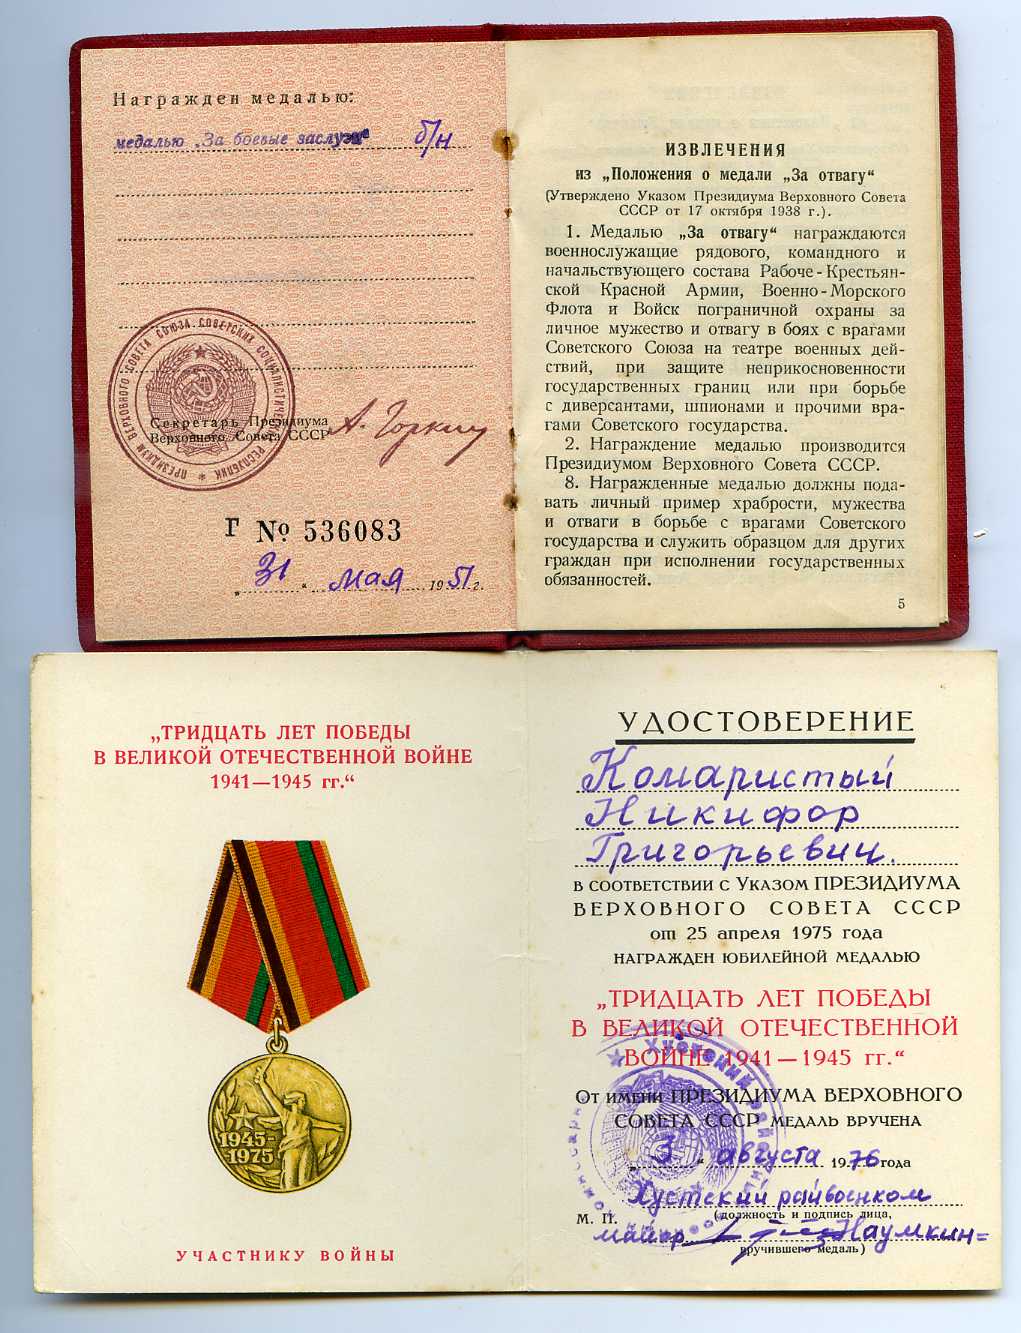 Награжден медалью:
медалью „За боевые заслуги“ б/н
Секретарь Президиума
Верховного Совета СССР А. Горкин
ПРЕЗИДИУМ ВЕРХОВНОГО СОВЕТА СОЮЗА СОВЕТСКИХ СОЦИАЛИСТИЧЕСКИХ РЕСПУБЛИК
Г № 536083
„31“ мая 1951 г.
ИЗВЛЕЧЕНИЯ
из „Положения о медали „За отвагу“
(Утверждено Указом Президиума Верховного Совета
СССР от 17 октября 1938 г.).
1. Медалью „За отвагу“ награждаются
военнослужащие рядового, командного и
начальствующего состава Рабоче-Крестьян-
ской Красной Армии, Военно-Морского
Флота и Войск пограничной охраны за
личное мужество и отвагу в боях с врагами
Советского Союза на театре военных дей-
ствий, при защите неприкосновенности
государственных границ или при борьбе
с диверсантами, шпионами и прочими вра-
гами Советского государства.
2. Награждение медалью производится
Президиумом Верховного Совета СССР.
8. Награжденные медалью должны пода-
вать личный пример храбрости, мужества
и отваги в борьбе с врагами Советского
государства и служить образцом для других
граждан при исполнении государственных
обязанностей.
5
„ТРИДЦАТЬ ЛЕТ ПОБЕДЫ
В ВЕЛИКОЙ ОТЕЧЕСТВЕННОЙ ВОЙНЕ
1941—1945 гг.“
1945-
1975
УЧАСТНИКУ ВОЙНЫ
УДОСТОВЕРЕНИЕ
Комаристый
Никифор
Григорьевич.
В СООТВЕТСТВИИ С УКАЗОМ ПРЕЗИДИУМА
ВЕРХОВНОГО СОВЕТА СССР
от 25 апреля 1975 года
НАГРАЖДЕН ЮБИЛЕЙНОЙ МЕДАЛЬЮ
„ТРИДЦАТЬ ЛЕТ ПОБЕДЫ
В ВЕЛИКОЙ ОТЕЧЕСТВЕННОЙ
ВОЙНЕ 1941—1945 гг.“
ОТ ИМЕНИ ПРЕЗИДИУМА ВЕРХОВНОГО
СОВЕТА СССР МЕДАЛЬ ВРУЧЕНА
„3“ августа 1976 года
Хустский райвоенком
М. П. (должность и подпись лица,
майор Наумкин
вручившего медаль)